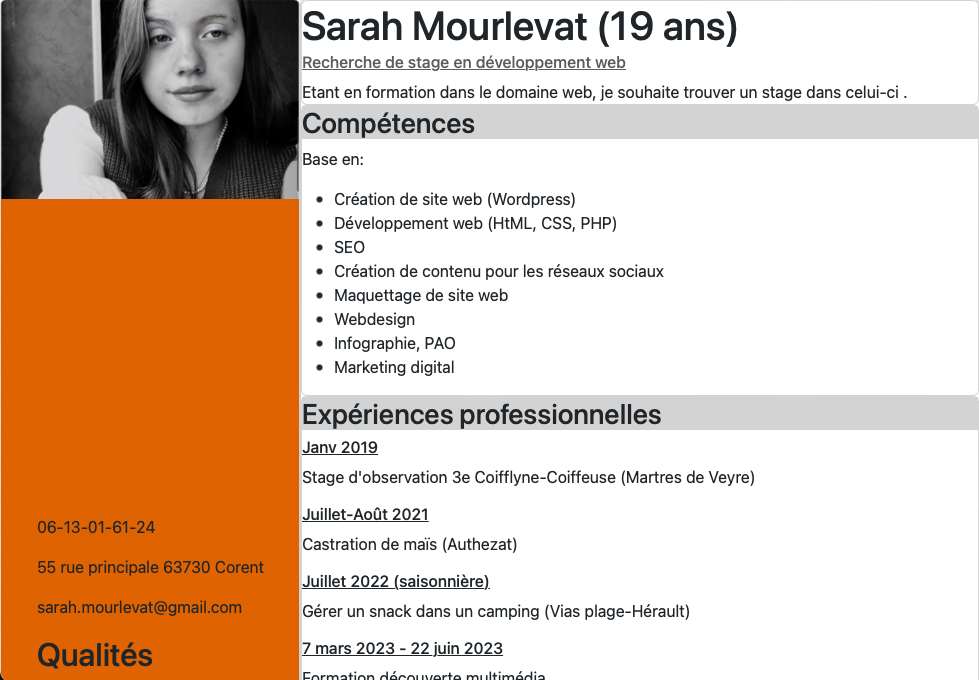 Sarah Mourlevat (19 ans)
Recherche de stage en développement web
Etant en formation dans le domaine web, je souhaite trouver un stage dans celui-ci .
Compétences
Base en:
Création de site web (Wordpress)
Développement web (HtML, CSS, PHP)
SEO
Création de contenu pour les réseaux sociaux
Maquettage de site web
Webdesign
Infographie, PAO
Marketing digital
Expériences professionnelles
Janv 2019
Stage d'observation 3e Coifflyne-Coiffeuse (Martres de Veyre)
Juillet-Août 2021
Castration de maïs (Authezat)
Juillet 2022 (saisonnière)
Gérer un snack dans un camping (Vias plage-Hérault)
7 mars 2023 - 22 juin 2023
Formation découverte multimédia
06-13-01-61-24
55 rue principale 63730 Corent
sarah.mourlevat@gmail.com
Qualités